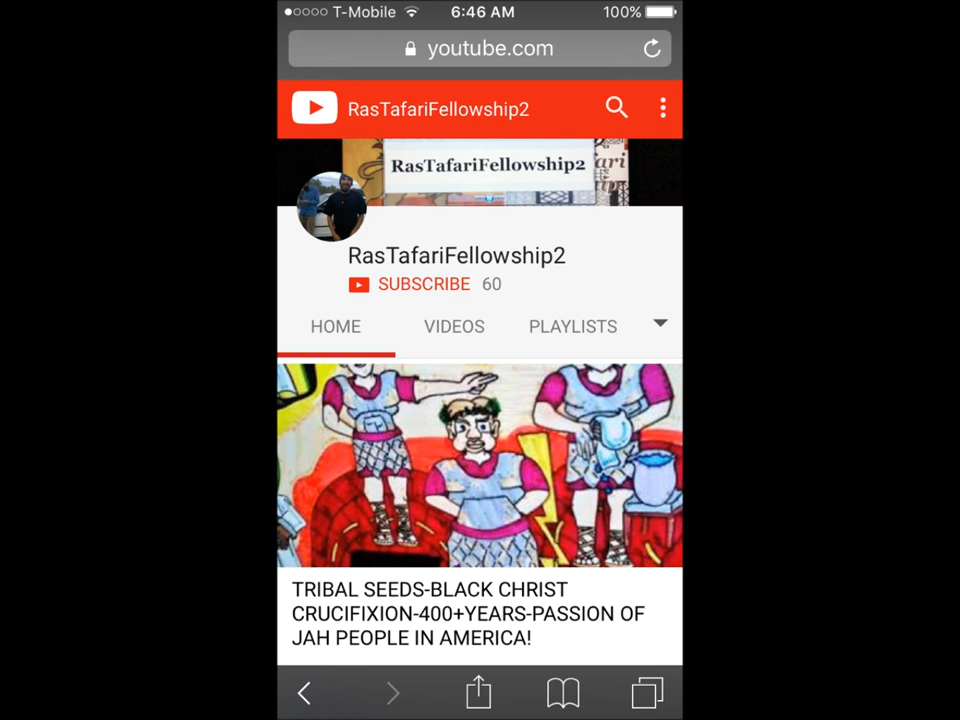 T-Mobile 6:46 AM 100%
youtube.com
RasTafariFellowship2
RasTafariFellowship2
RasTafariFellowship2
SUBSCRIBE 60
HOME VIDEOS PLAYLISTS
TRIBAL SEEDS-BLACK CHRIST
CRUCIFIXION-400+YEARS-PASSION OF
JAH PEOPLE IN AMERICA!